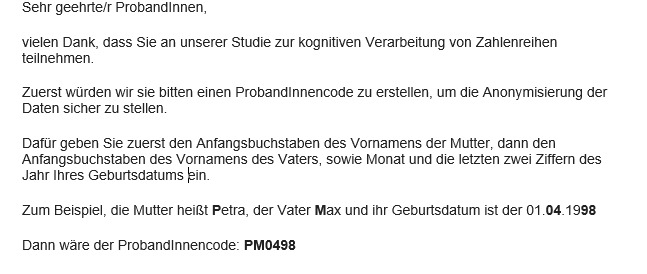 Sehr geehrte/r ProbandInnen,
vielen Dank, dass Sie an unserer Studie zur kognitiven Verarbeitung von Zahlenreihen
teilnehmen.
Zuerst würden wir sie bitten einen ProbandInnencode zu erstellen, um die Anonymisierung der
Daten sicher zu stellen.
Dafür geben Sie zuerst den Anfangsbuchstaben des Vornamens der Mutter, dann den
Anfangsbuchstaben des Vornamens des Vaters, sowie Monat und die letzten zwei Ziffern des
Jahr Ihres Geburtsdatums ein.
Zum Beispiel, die Mutter heißt Petra, der Vater Max und ihr Geburtsdatum ist der 01.04.1998
Dann wäre der ProbandInnencode: PM0498